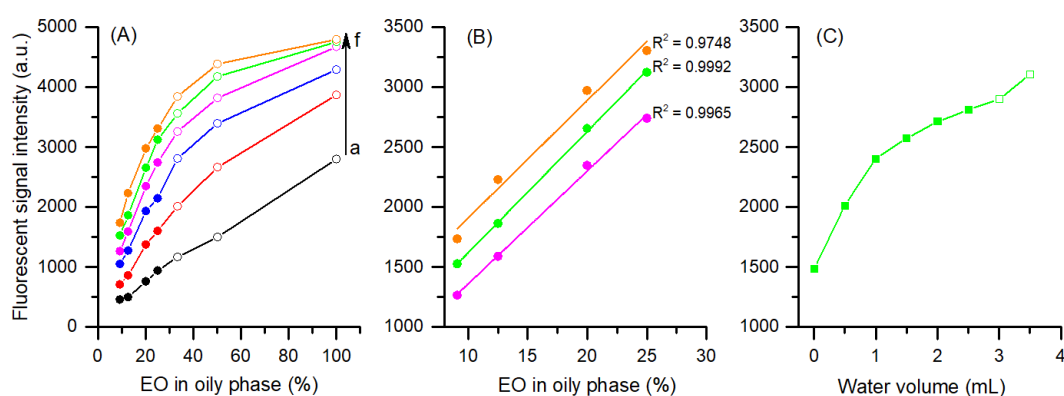 (A)
f
a
5000
4000
3000
2000
1000
0
0 20 40 60 80 100
Fluorescent signal intensity (a.u.)
EO in oily phase (%)
(B)
R² = 0.9748
R² = 0.9992
R² = 0.9965
3500
3000
2500
2000
1500
1000
10 15 20 25 30
EO in oily phase (%)
(C)
3500
3000
2500
2000
1500
1000
0 1 2 3 4
Water volume (mL)